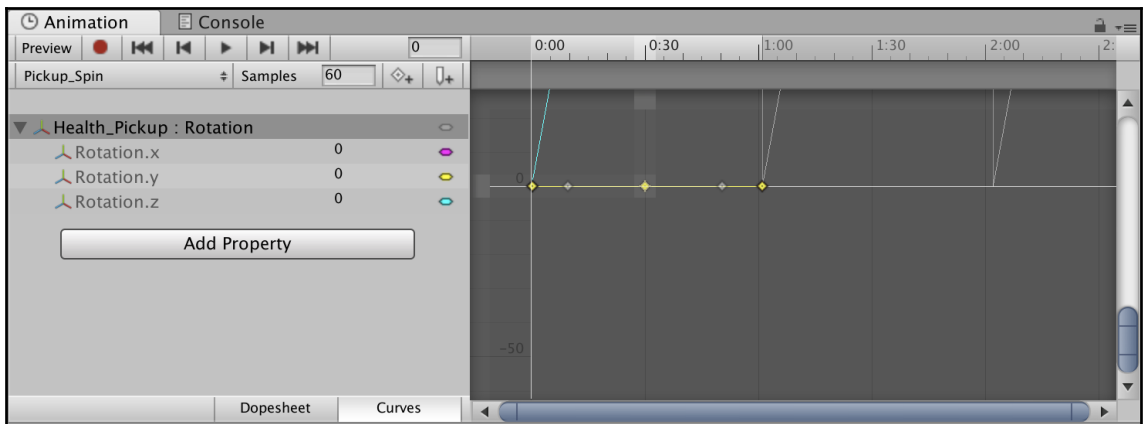 Animation Console
Preview 0 0:00 0:30 1:00 1:30 2:00 2:
Pickup_Spin Samples 60
Health_Pickup : Rotation
Rotation.x 0
Rotation.y 0 0
Rotation.z 0
Add Property
-50
Dopesheet Curves